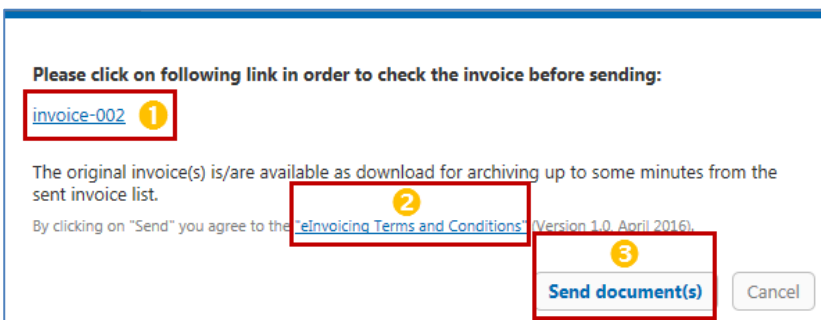 Please click on following link in order to check the invoice before sending:
invoice-002 1
The original invoice(s) is/are available as download for archiving up to some minutes from the
sent invoice list.
2
By clicking on "Send" you agree to the "eInvoicing Terms and Conditions" (Version 1.0, April 2016).
3
Send document(s) Cancel